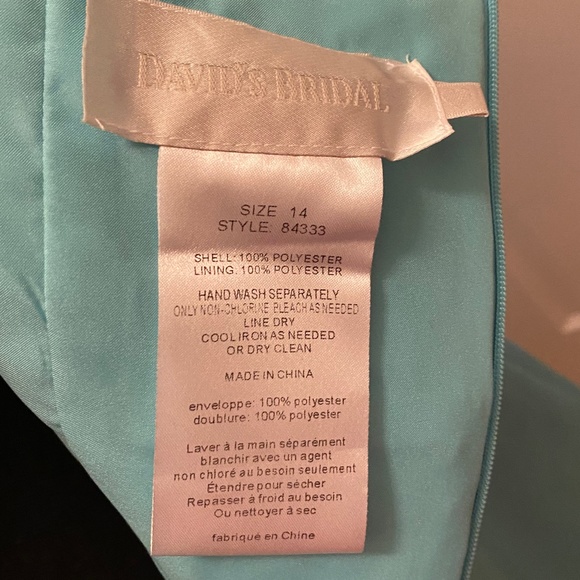 DAVID'S BRIDAL
SIZE 14
STYLE: 84333
SHELL: 100% POLYESTER
LINING: 100% POLYESTER
HAND WASH SEPARATELY
ONLY NON-CHLORINE BLEACH AS NEEDED
LINE DRY
COOL IRON AS NEEDED
OR DRY CLEAN
MADE IN CHINA
enveloppe: 100% polyester
doublure: 100% polyester
Laver à la main séparément
blanchir avec un agent
non chloré au besoin seulement
Étendre pour sécher
Repasser à froid au besoin
Ou nettoyer à sec
fabriqué en Chine